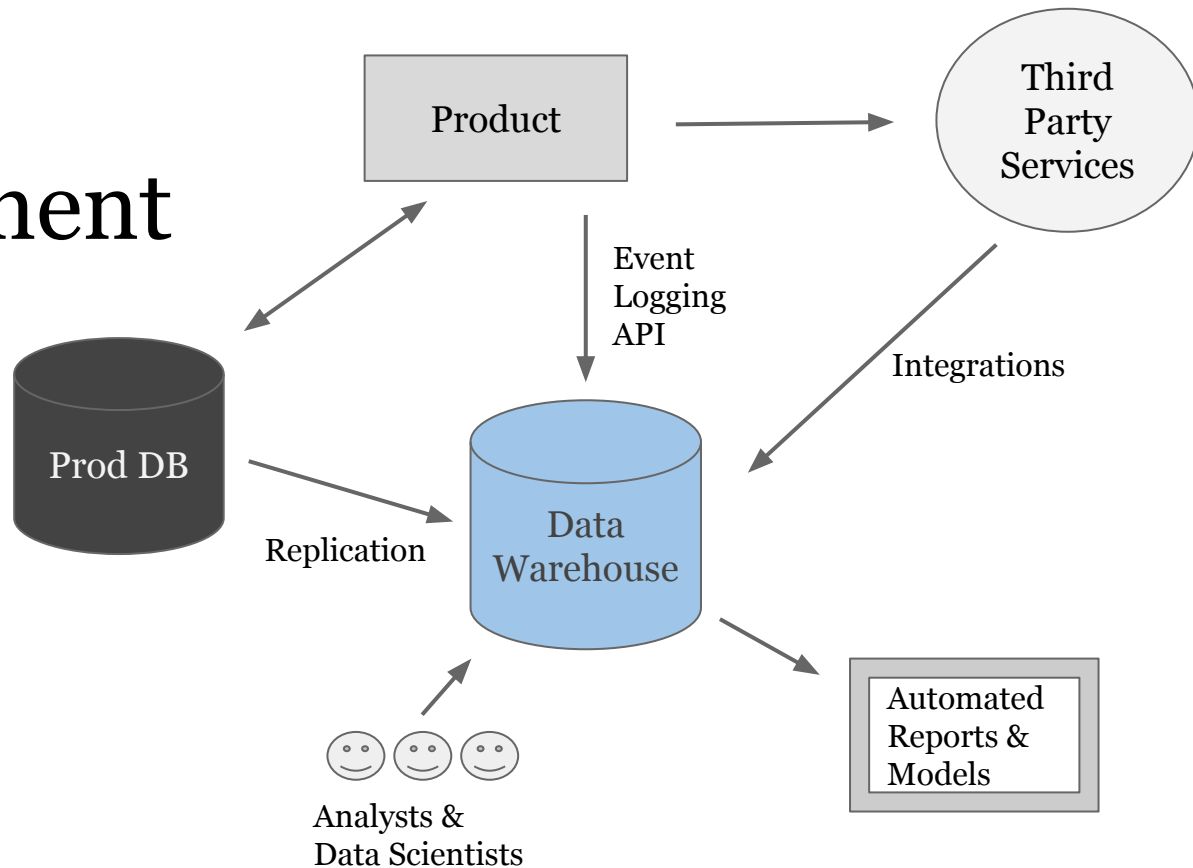 Third
Party
Services
Product
Event
Logging
API
Integrations
Prod DB
Replication
Data
Warehouse
Automated
Reports &
Models
Analysts &
Data Scientists